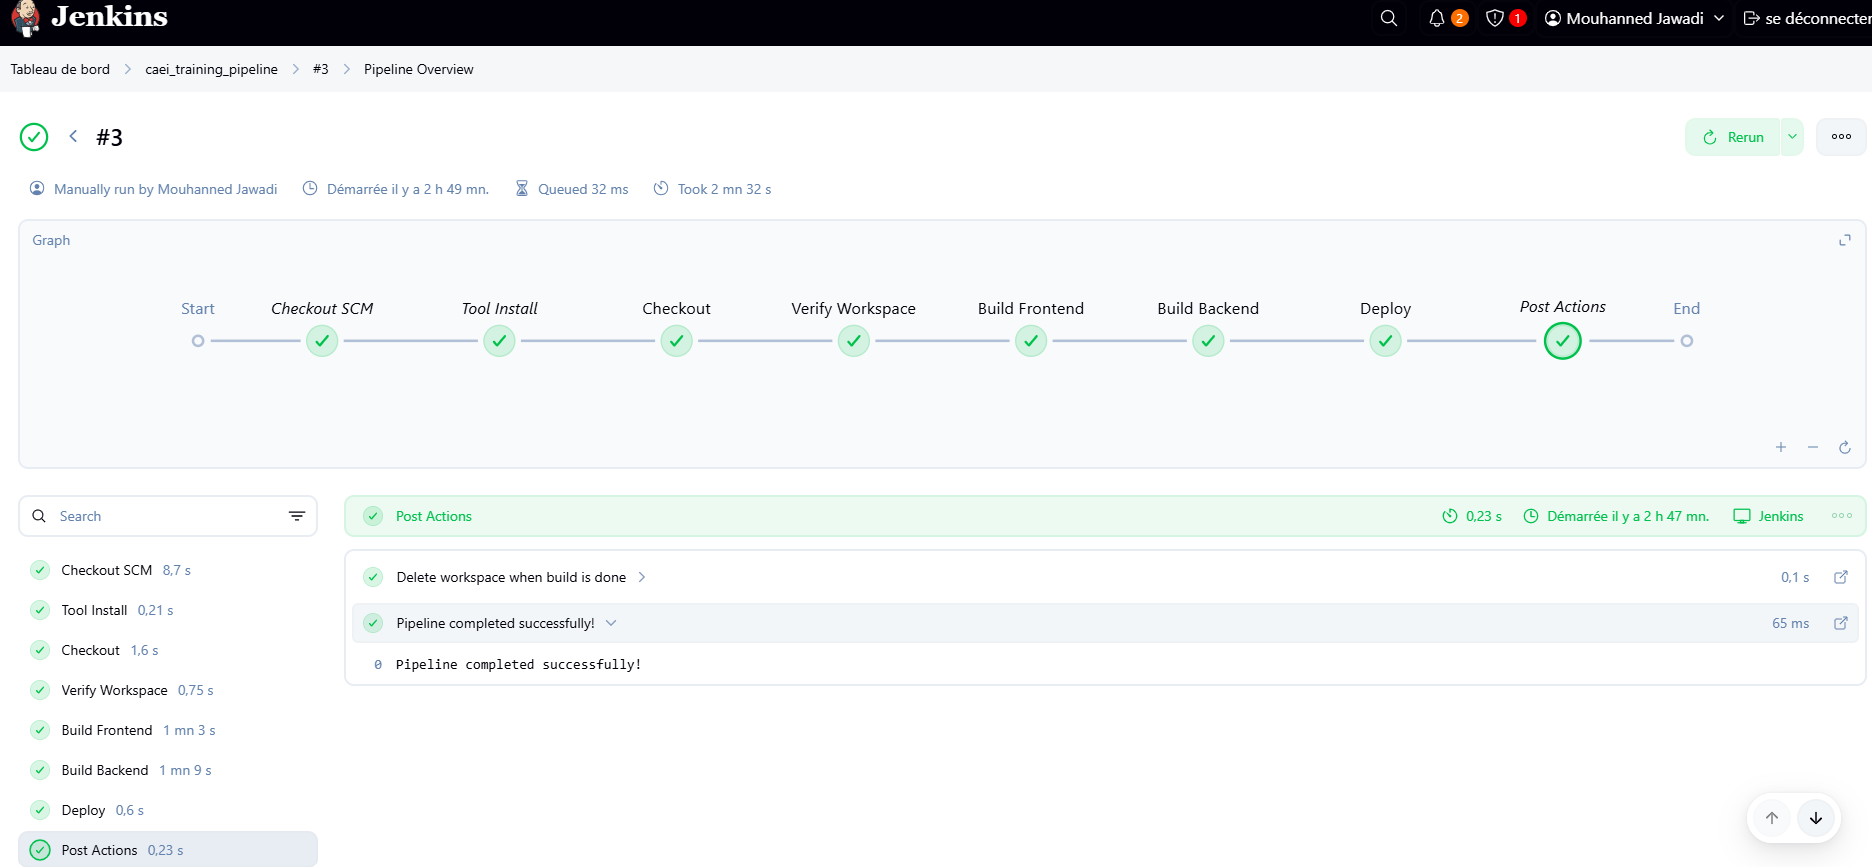 Jenkins
2
1
Mouhanned Jawadi
se déconnecter
Tableau de bord > caei_training_pipeline > #3 > Pipeline Overview
#3
Rerun
Manually run by Mouhanned Jawadi
Démarrée il y a 2 h 49 mn.
Queued 32 ms
Took 2 mn 32 s
Graph
Start
Checkout SCM
Tool Install
Checkout
Verify Workspace
Build Frontend
Build Backend
Deploy
Post Actions
End
Search
Checkout SCM 8,7 s
Tool Install 0,21 s
Checkout 1,6 s
Verify Workspace 0,75 s
Build Frontend 1 mn 3 s
Build Backend 1 mn 9 s
Deploy 0,6 s
Post Actions 0,23 s
Post Actions
0,23 s
Démarrée il y a 2 h 47 mn.
Jenkins
Delete workspace when build is done
0,1 s
Pipeline completed successfully!
65 ms
0 Pipeline completed successfully!